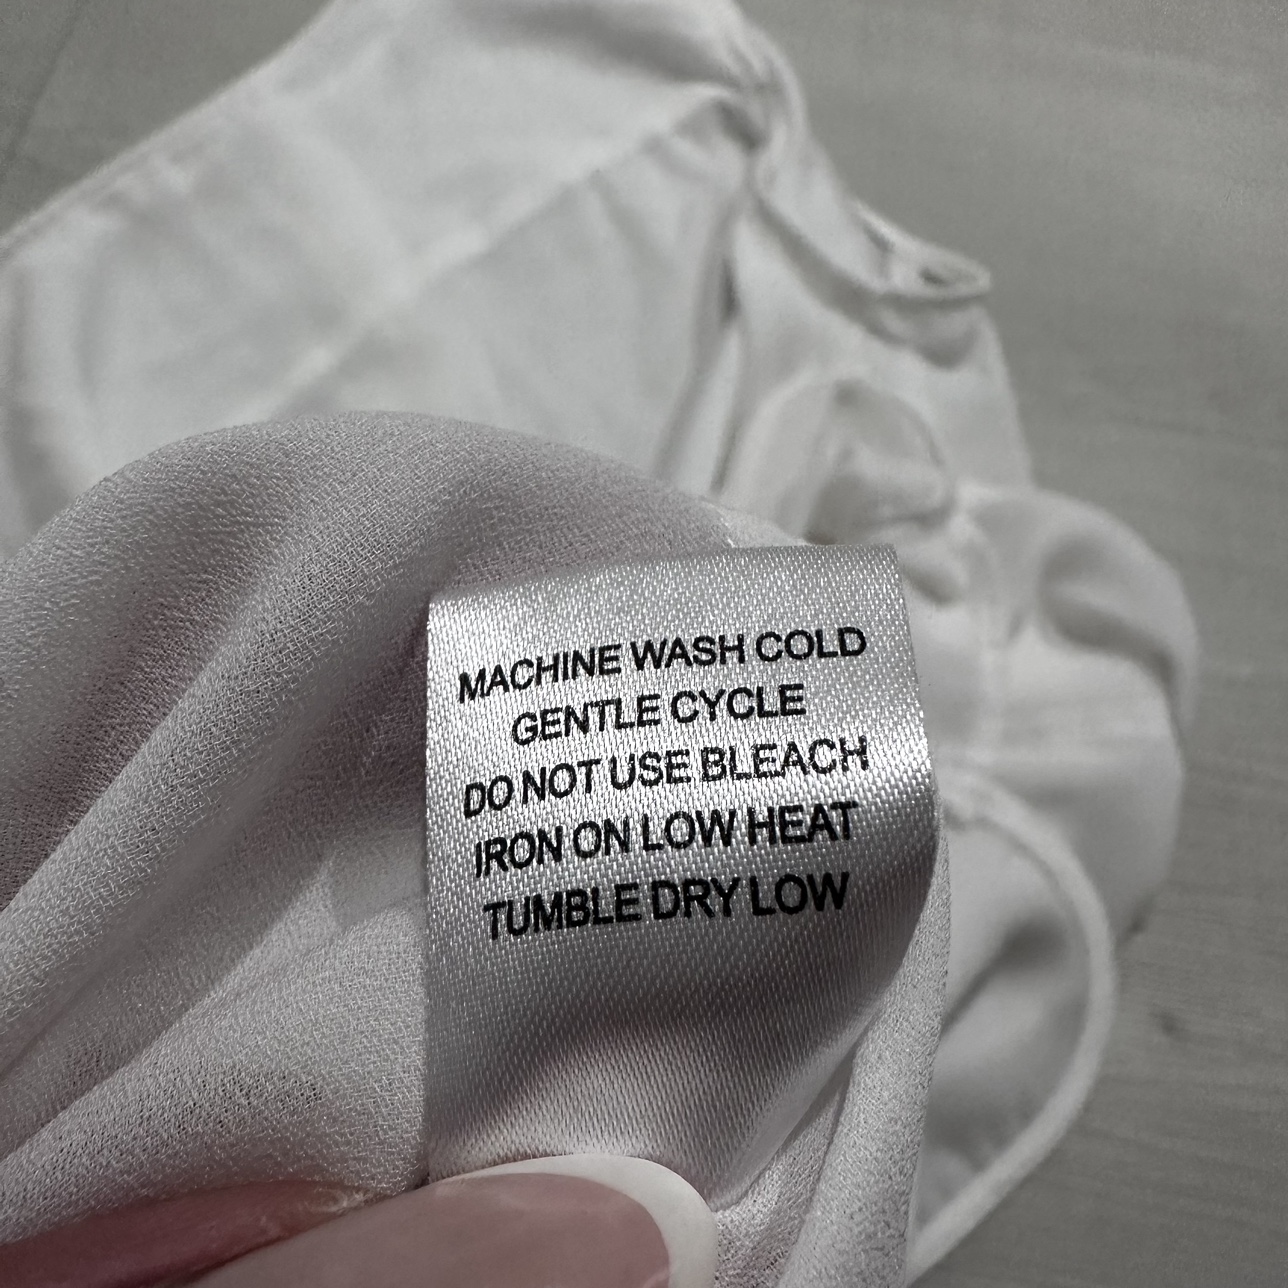 MACHINE WASH COLD
GENTLE CYCLE
DO NOT USE BLEACH
IRON ON LOW HEAT
TUMBLE DRY LOW